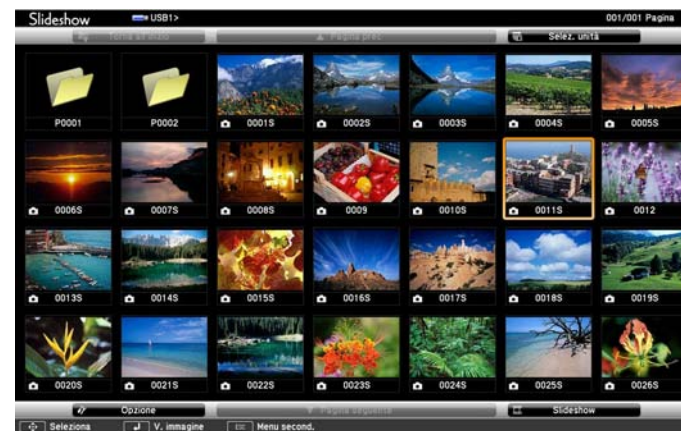 Slideshow USB1> 001/001 Pagina
Torna all'inizio Pagina prec. Selez. unità
P0001 P0002 0001S 0002S 0003S 0004S 0005S
0006S 0007S 0008S 0009 0010S 0011S 0012
0013S 0014S 0015S 0016S 0017S 0018S 0019S
0020S 0021S 0022S 0023S 0024S 0025S 0026S
Opzione Pagina seguente Slideshow
Seleziona V. immagine Menu second.